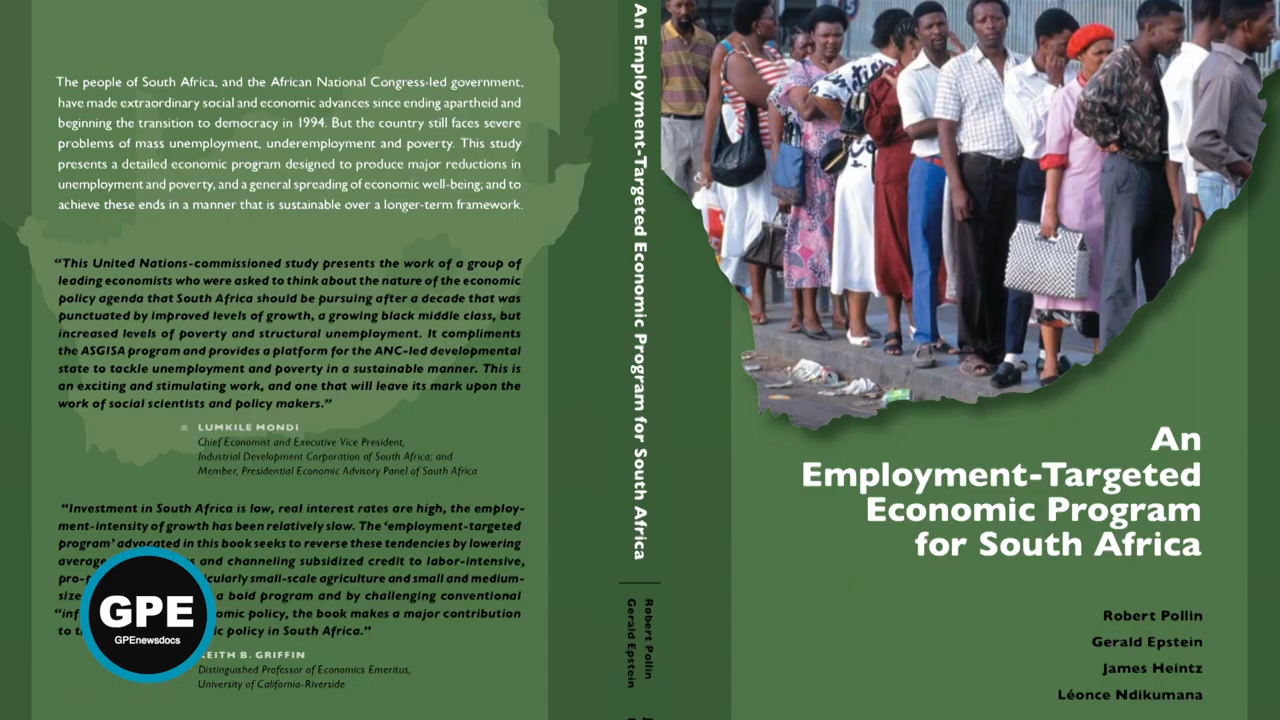 The people of South Africa, and the African National Congress-led government,
have made extraordinary social and economic advances since ending apartheid and
beginning the transition to democracy in 1994. But the country still faces severe
problems of mass unemployment, underemployment and poverty. This study
presents a detailed economic program designed to produce major reductions in
unemployment and poverty, and a general spreading of economic well-being; and to
achieve these ends in a manner that is sustainable over a longer-term framework.
“This United Nations-commissioned study presents the work of a group of
leading economists who were asked to think about the nature of the economic
policy agenda that South Africa should be pursuing after a decade that was
punctuated by improved levels of growth, a growing black middle class, but
increased levels of poverty and structural unemployment. It compliments
the ASGISA program and provides a platform for the ANC-led developmental
state to tackle unemployment and poverty in a sustainable manner. This is
an exciting and stimulating work, and one that will leave its mark upon the
work of social scientists and policy makers.”
LUMKILE MONDI
Chief Economist and Executive Vice President,
Industrial Development Corporation of South Africa; and
Member, Presidential Economic Advisory Panel of South Africa
“Investment in South Africa is low, real interest rates are high, the employ-
ment-intensity of growth has been relatively slow. The ‘employment-targeted
program’ advocated in this book seeks to reverse these tendencies by lowering
average and channeling subsidized credit to labor-intensive,
small-scale agriculture and small and medium-
a bold program and by challenging conventional
policy, the book makes a major contribution
to policy in South Africa.”
B. GRIFFIN
Distinguished Professor of Economics Emeritus,
University of California-Riverside
GPE
GPEnewsdocs
An Employment-Targeted Economic Program for South Africa
Robert Pollin
Gerald Epstein
An
Employment-Targeted
Economic Program
for South Africa
Robert Pollin
Gerald Epstein
James Heintz
Léonce Ndikumana